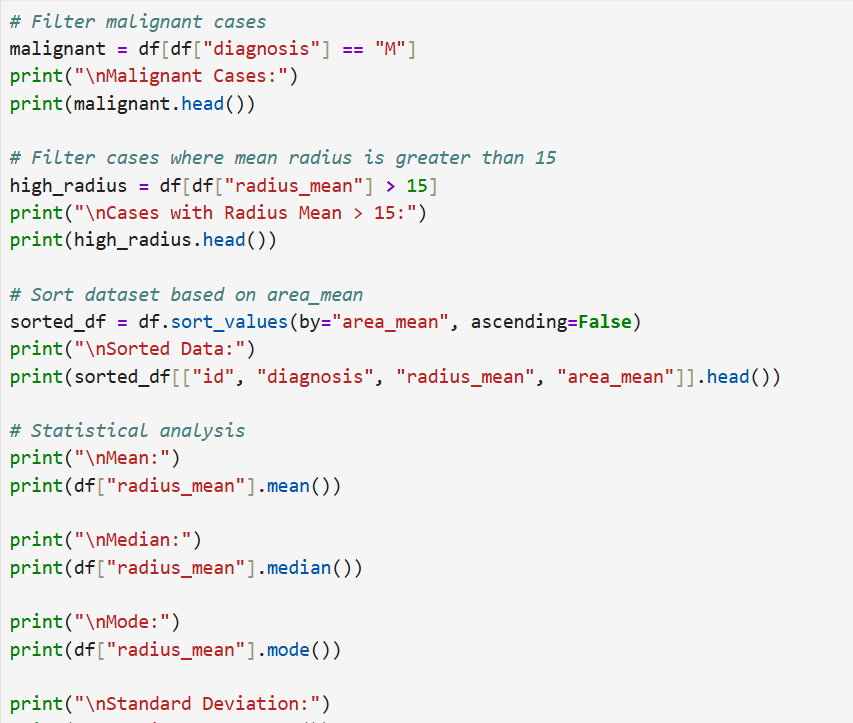 # Filter malignant cases
malignant = df[df["diagnosis"] == "M"]
print("\nMalignant Cases:")
print(malignant.head())

# Filter cases where mean radius is greater than 15
high_radius = df[df["radius_mean"] > 15]
print("\nCases with Radius Mean > 15:")
print(high_radius.head())

# Sort dataset based on area_mean
sorted_df = df.sort_values(by="area_mean", ascending=False)
print("\nSorted Data:")
print(sorted_df[["id", "diagnosis", "radius_mean", "area_mean"]].head())

# Statistical analysis
print("\nMean:")
print(df["radius_mean"].mean())

print("\nMedian:")
print(df["radius_mean"].median())

print("\nMode:")
print(df["radius_mean"].mode())

print("\nStandard Deviation:")